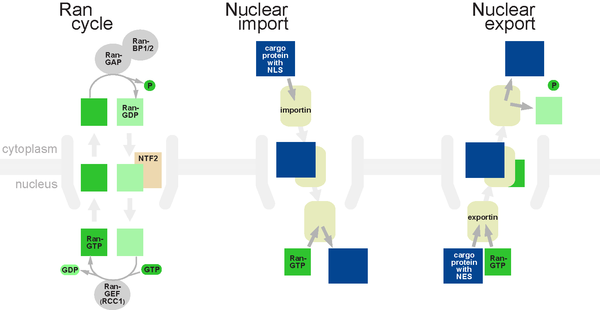 Ran
cycle
Ran-
GAP
Ran-
BP1/2
P
Ran-
GDP
cytoplasm
nucleus
NTF2
Ran-
GTP
GDP
GTP
Ran-
GEF
(RCC1)
Nuclear
import
cargo
protein
with NLS
importin
Ran-
GTP
Nuclear
export
P
exportin
cargo
protein
with NES
Ran-
GTP